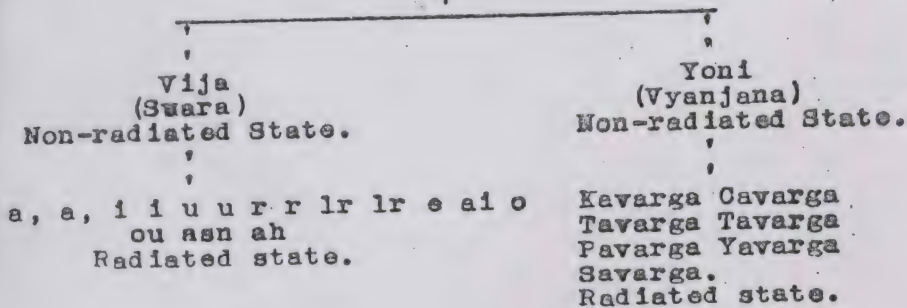 Vija
(Swara)
Non-radiated State.
a, a, i i u u r r lr lr e ai o
ou asn ah
Radiated state.
Yoni
(Vyanjana)
Non-radiated State.
Kavarga Cavarga
Tavarga Tavarga
Pavarga Yavarga
Savarga.
Radiated state.